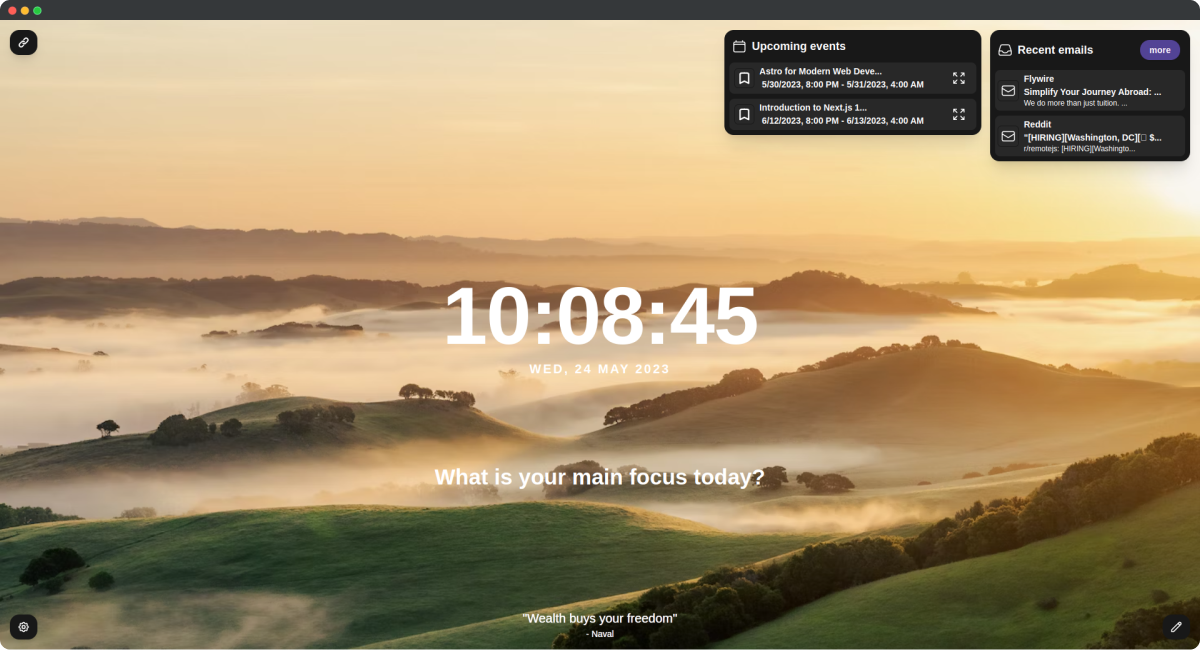 Upcoming events
Astro for Modern Web Deve...
5/30/2023, 8:00 PM - 5/31/2023, 4:00 AM
Introduction to Next.js 1...
6/12/2023, 8:00 PM - 6/13/2023, 4:00 AM
Recent emails
more
Flywire
Simplify Your Journey Abroad: ...
We do more than just tuition. ...
Reddit
"[HIRING][Washington, DC][▯ $...
r/remotejs: [HIRING][Washingto...
10:08:45
WED, 24 MAY 2023
What is your main focus today?
"Wealth buys your freedom"
- Naval